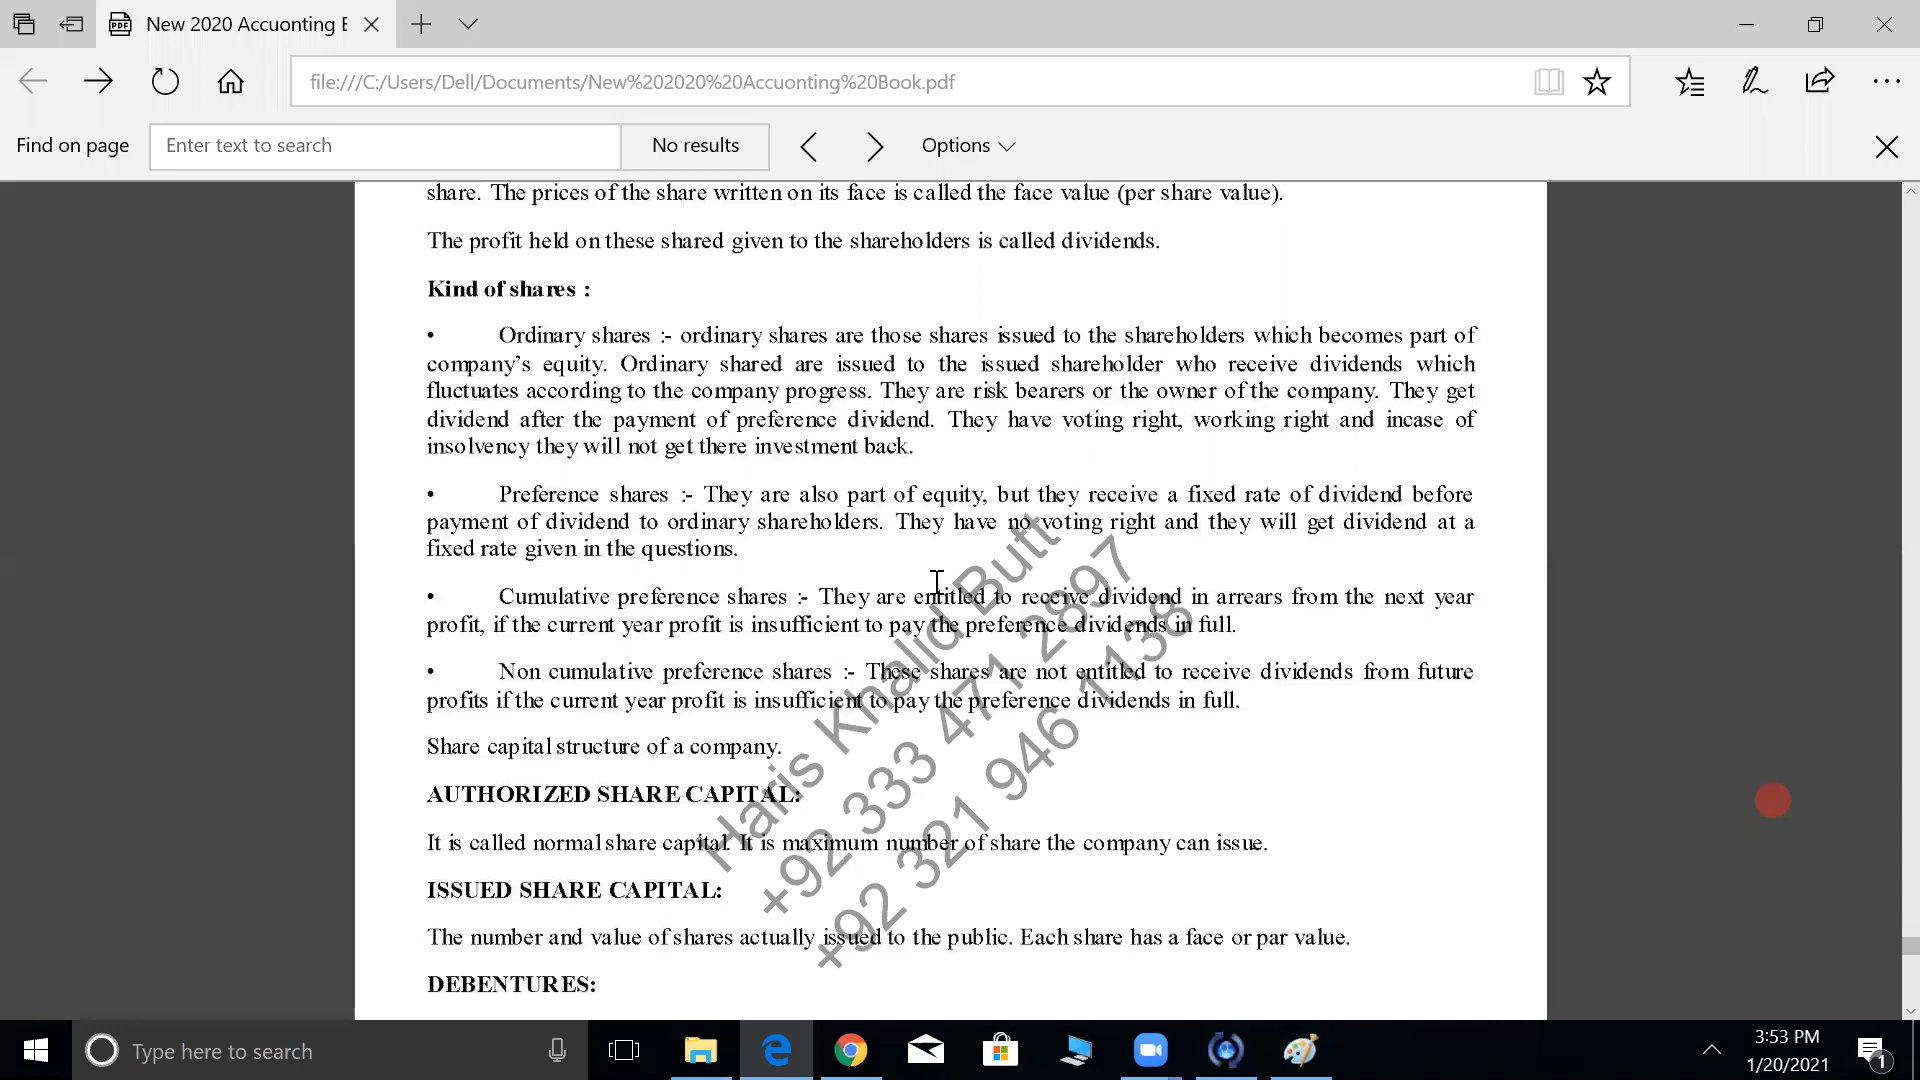 New 2020 Accuonting E
file:///C:/Users/Dell/Documents/New%202020%20Accuonting%20Book.pdf
Find on page
Enter text to search
No results
Options
share. The prices of the share written on its face is called the face value (per share value).
The profit held on these shared given to the shareholders is called dividends.
Kind of shares :
• Ordinary shares :- ordinary shares are those shares issued to the shareholders which becomes part of
company's equity. Ordinary shared are issued to the issued shareholder who receive dividends which
fluctuates according to the company progress. They are risk bearers or the owner of the company. They get
dividend after the payment of preference dividend. They have voting right, working right and incase of
insolvency they will not get there investment back.
• Preference shares :- They are also part of equity, but they receive a fixed rate of dividend before
payment of dividend to ordinary shareholders. They have no voting right and they will get dividend at a
fixed rate given in the questions.
• Cumulative preference shares :- They are entitled to receive dividend in arrears from the next year
profit, if the current year profit is insufficient to pay the preference dividends in full.
• Non cumulative preference shares :- These shares are not entitled to receive dividends from future
profits if the current year profit is insufficient to pay the preference dividends in full.
Share capital structure of a company.
AUTHORIZED SHARE CAPITAL:
It is called normal share capital. It is maximum number of share the company can issue.
ISSUED SHARE CAPITAL:
The number and value of shares actually issued to the public. Each share has a face or par value.
DEBENTURES:
Haris Khalid Butt
+92 333 471 2897
+92 321 946 1138
Type here to search
3:53 PM
1/20/2021
1